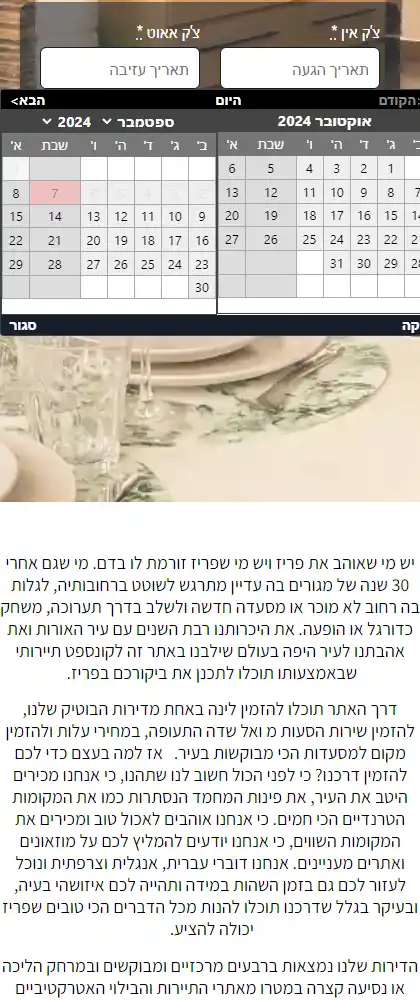 צ'ק אין *. צ'ק אאוט *.
תאריך הגעה תאריך עזיבה
הקודם היום הבא>
אוקטובר 2024 ספטמבר 2024
ג' ד' ה' ו' שבת א' ב' ג' ד' ה' ו' שבת א'
1 2 3 4 5 6
8 9 10 11 12 13 7 8
15 16 17 18 19 20 9 10 11 12 13 14 15
22 23 24 25 26 27 16 17 18 19 20 21 22
29 30 31 23 24 25 26 27 28 29
30
קה סגור
יש מי שאוהב את פריז ויש מי שפריז זורמת לו בדם. מי שגם אחרי
30 שנה של מגורים בה עדיין מתרגש לשוטט ברחובותיה, לגלות
בה רחוב לא מוכר או מסעדה חדשה ולשלב בדרך תערוכה, משחק
כדורגל או הופעה. את היכרותנו רבת השנים עם עיר האורות ואת
אהבתנו לעיר היפה בעולם שילבנו באתר זה לקונספט תיירותי
שבאמצעותו תוכלו לתכנן את ביקורכם בפריז.
דרך האתר תוכלו להזמין לינה באחת מדירות הבוטיק שלנו,
להזמין שירות הסעות מ ואל שדה התעופה, במחירי עלות ולהזמין
מקום למסעדות הכי מבוקשות בעיר. אז למה בעצם כדי לכם
להזמין דרכנו? כי לפני הכול חשוב לנו שתהנו, כי אנחנו מכירים
היטב את העיר, את פינות המחמד הנסתרות כמו את המקומות
הטרנדיים הכי חמים. כי אנחנו אוהבים לאכול טוב ומכירים את
המקומות השווים, כי אנחנו יודעים להמליץ לכם על מוזאונים
ואתרים מעניינים. אנחנו דוברי עברית, אנגלית וצרפתית ונוכל
לעזור לכם גם בזמן השהות במידה ותהייה לכם איזושהי בעיה,
ובעיקר בגלל שדרכנו תוכלו להנות מכל הדברים הכי טובים שפריז
יכולה להציע.
הדירות שלנו נמצאות ברבעים מרכזיים ומבוקשים ובמרחק הליכה
או נסיעה קצרה במטרו מאתרי התיירות והבילוי האטרקטיביים